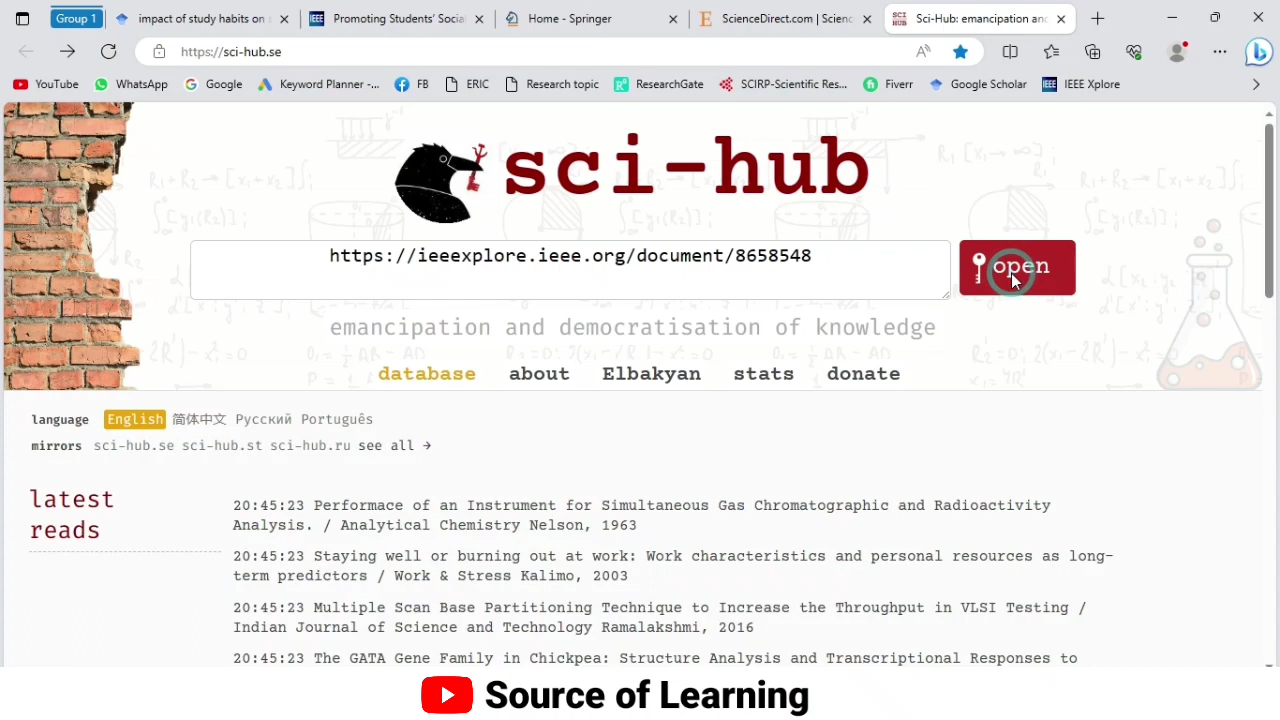 Group 1
impact of study habits on s
IEEE Promoting Students' Social
Home - Springer
ScienceDirect.com | Scienc
SCI HUB Sci-Hub: emancipation and
https://sci-hub.se
YouTube
WhatsApp
Google
Keyword Planner -...
FB
ERIC
Research topic
ResearchGate
SCIRP-Scientific Res...
Fiverr
Google Scholar
IEEE IEEE Xplore
sci-hub
https://ieeexplore.ieee.org/document/8658548
open
emancipation and democratisation of knowledge
database about Elbakyan stats donate
language English 简体中文 Русский Português
mirrors sci-hub.se sci-hub.st sci-hub.ru see all →
latest
reads
20:45:23 Performace of an Instrument for Simultaneous Gas Chromatographic and Radioactivity
Analysis. / Analytical Chemistry Nelson, 1963
20:45:23 Staying well or burning out at work: Work characteristics and personal resources as long-
term predictors / Work & Stress Kalimo, 2003
20:45:23 Multiple Scan Base Partitioning Technique to Increase the Throughput in VLSI Testing /
Indian Journal of Science and Technology Ramalakshmi, 2016
20:45:23 The GATA Gene Family in Chickpea: Structure Analysis and Transcriptional Responses to
Source of Learning